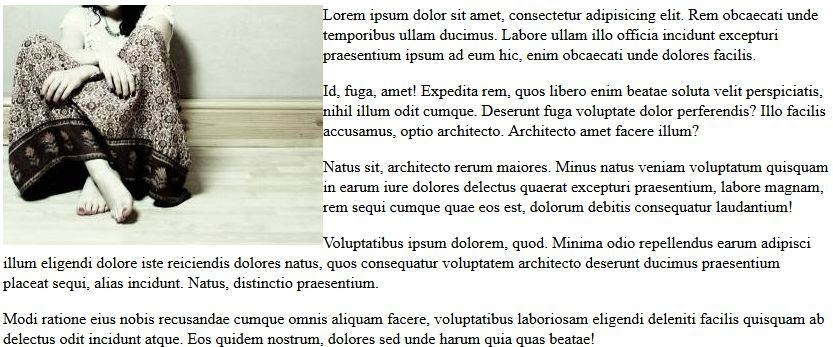 Lorem ipsum dolor sit amet, consectetur adipisicing elit. Rem obcaecati unde
temporibus ullam ducimus. Labore ullam illo officia incidunt excepturi
praesentium ipsum ad eum hic, enim obcaecati unde dolores facilis.
Id, fuga, amet! Expedita rem, quos libero enim beatae soluta velit perspiciatis,
nihil illum odit cumque. Deserunt fuga voluptate dolor perferendis? Illo facilis
accusamus, optio architecto. Architecto amet facere illum?
Natus sit, architecto rerum maiores. Minus natus veniam voluptatum quisquam
in earum iure dolores delectus quaerat excepturi praesentium, labore magnam,
rem sequi cumque quae eos est, dolorum debitis consequatur laudantium!
Voluptatibus ipsum dolorem, quod. Minima odio repellendus earum adipisci
illum eligendi dolore iste reiciendis dolores natus, quos consequatur voluptatem architecto deserunt ducimus praesentium
placeat sequi, alias incidunt. Natus, distinctio praesentium.
Modi ratione eius nobis recusandae cumque omnis aliquam facere, voluptatibus laboriosam eligendi deleniti facilis quisquam ab
delectus odit incidunt atque. Eos quidem nostrum, dolores sed unde harum quia quas beatae!